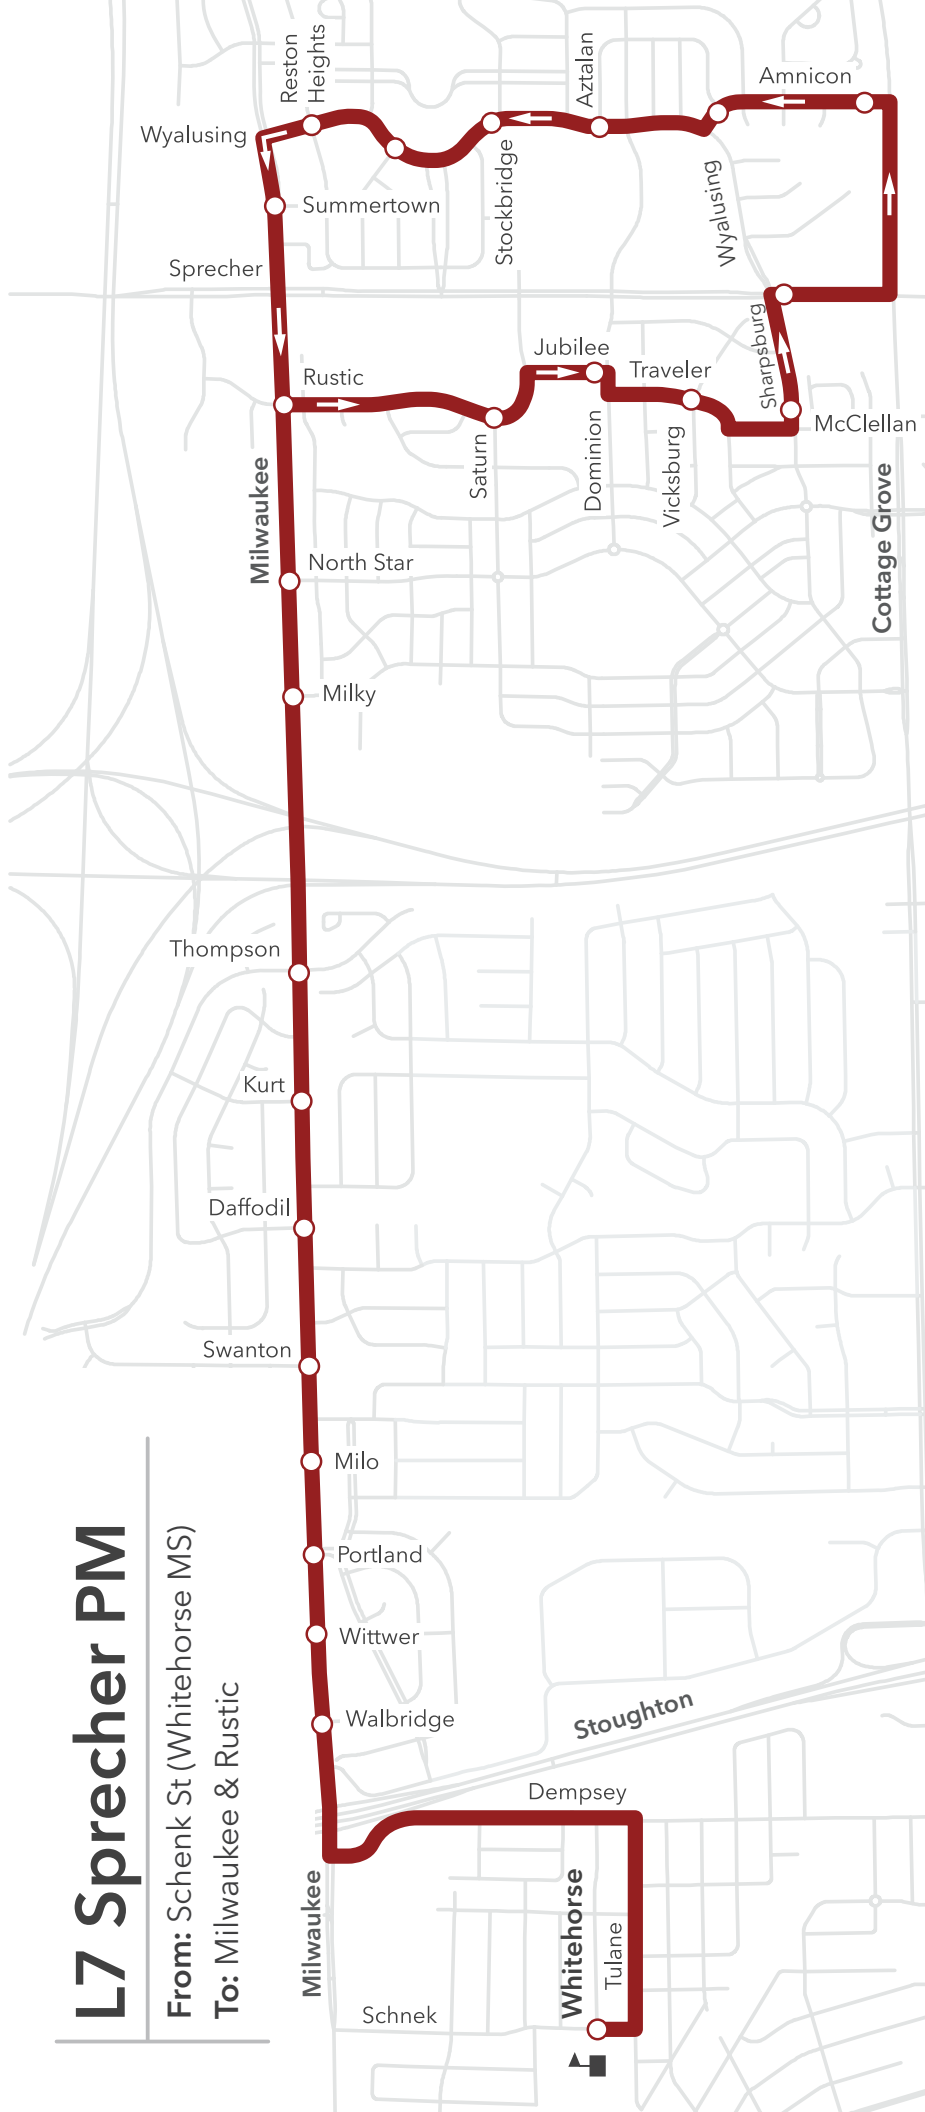 L7 Sprecher PM
From: Schenk St (Whitehorse MS)
To: Milwaukee & Rustic
Reston
Heights
Aztalan
Amnicon
Wyalusing
Stockbridge
Wyalusing
Summertown
Sprecher
Sharpsburg
Jubilee
Traveler
Rustic
McClellan
Saturn
Dominion
Vicksburg
Milwaukee
Cottage Grove
North Star
Milky
Thompson
Kurt
Daffodil
Swanton
Milo
Portland
Wittwer
Walbridge
Stoughton
Dempsey
Milwaukee
Whitehorse
Tulane
Schnek